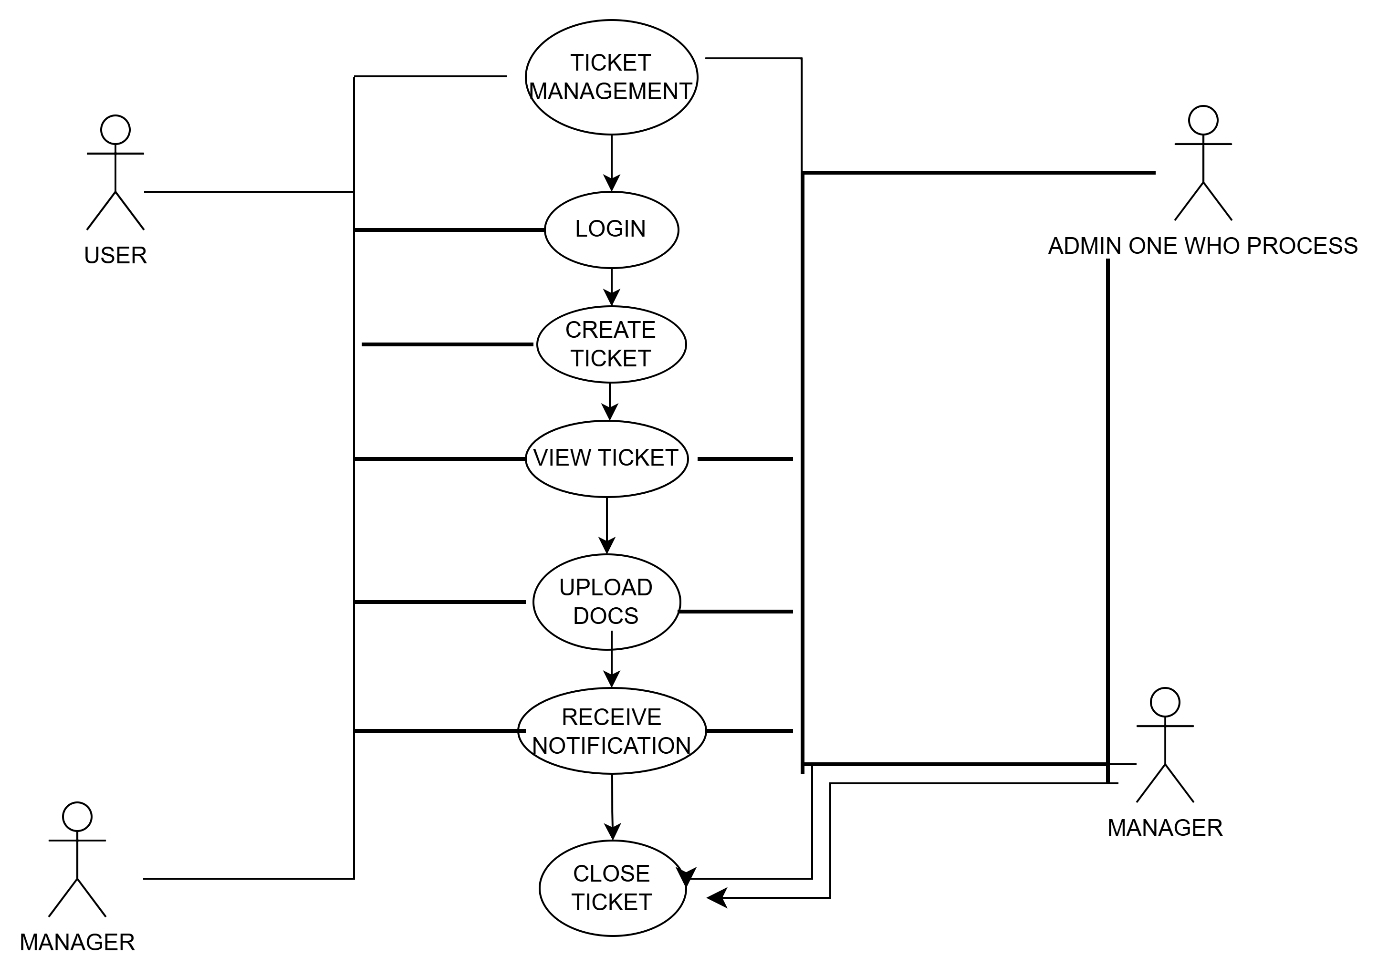 TICKET
MANAGEMENT
USER
LOGIN
ADMIN ONE WHO PROCESS
CREATE
TICKET
VIEW TICKET
UPLOAD
DOCS
RECEIVE
NOTIFICATION
MANAGER
CLOSE
TICKET
MANAGER